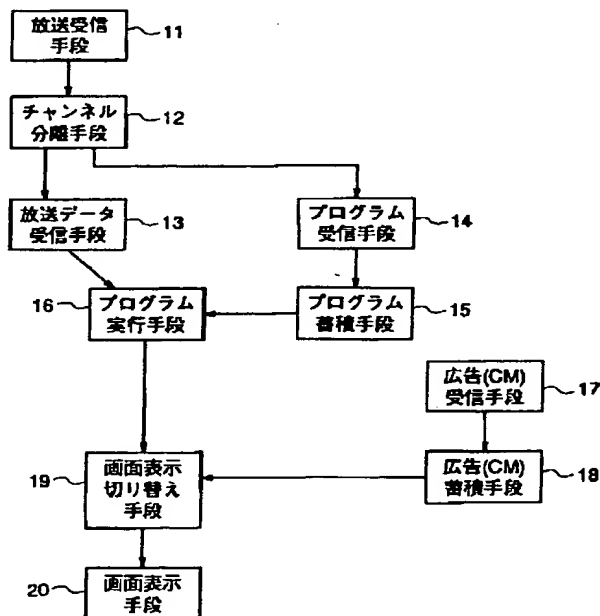 放送受信
手段
11
チャンネル
分離手段
12
放送データ
受信手段
13
プログラム
受信手段
14
16
プログラム
実行手段
プログラム
蓄積手段
15
広告(CM)
受信手段
17
19
画面表示
切り替え
手段
広告(CM)
蓄積手段
18
20
画面表示
手段